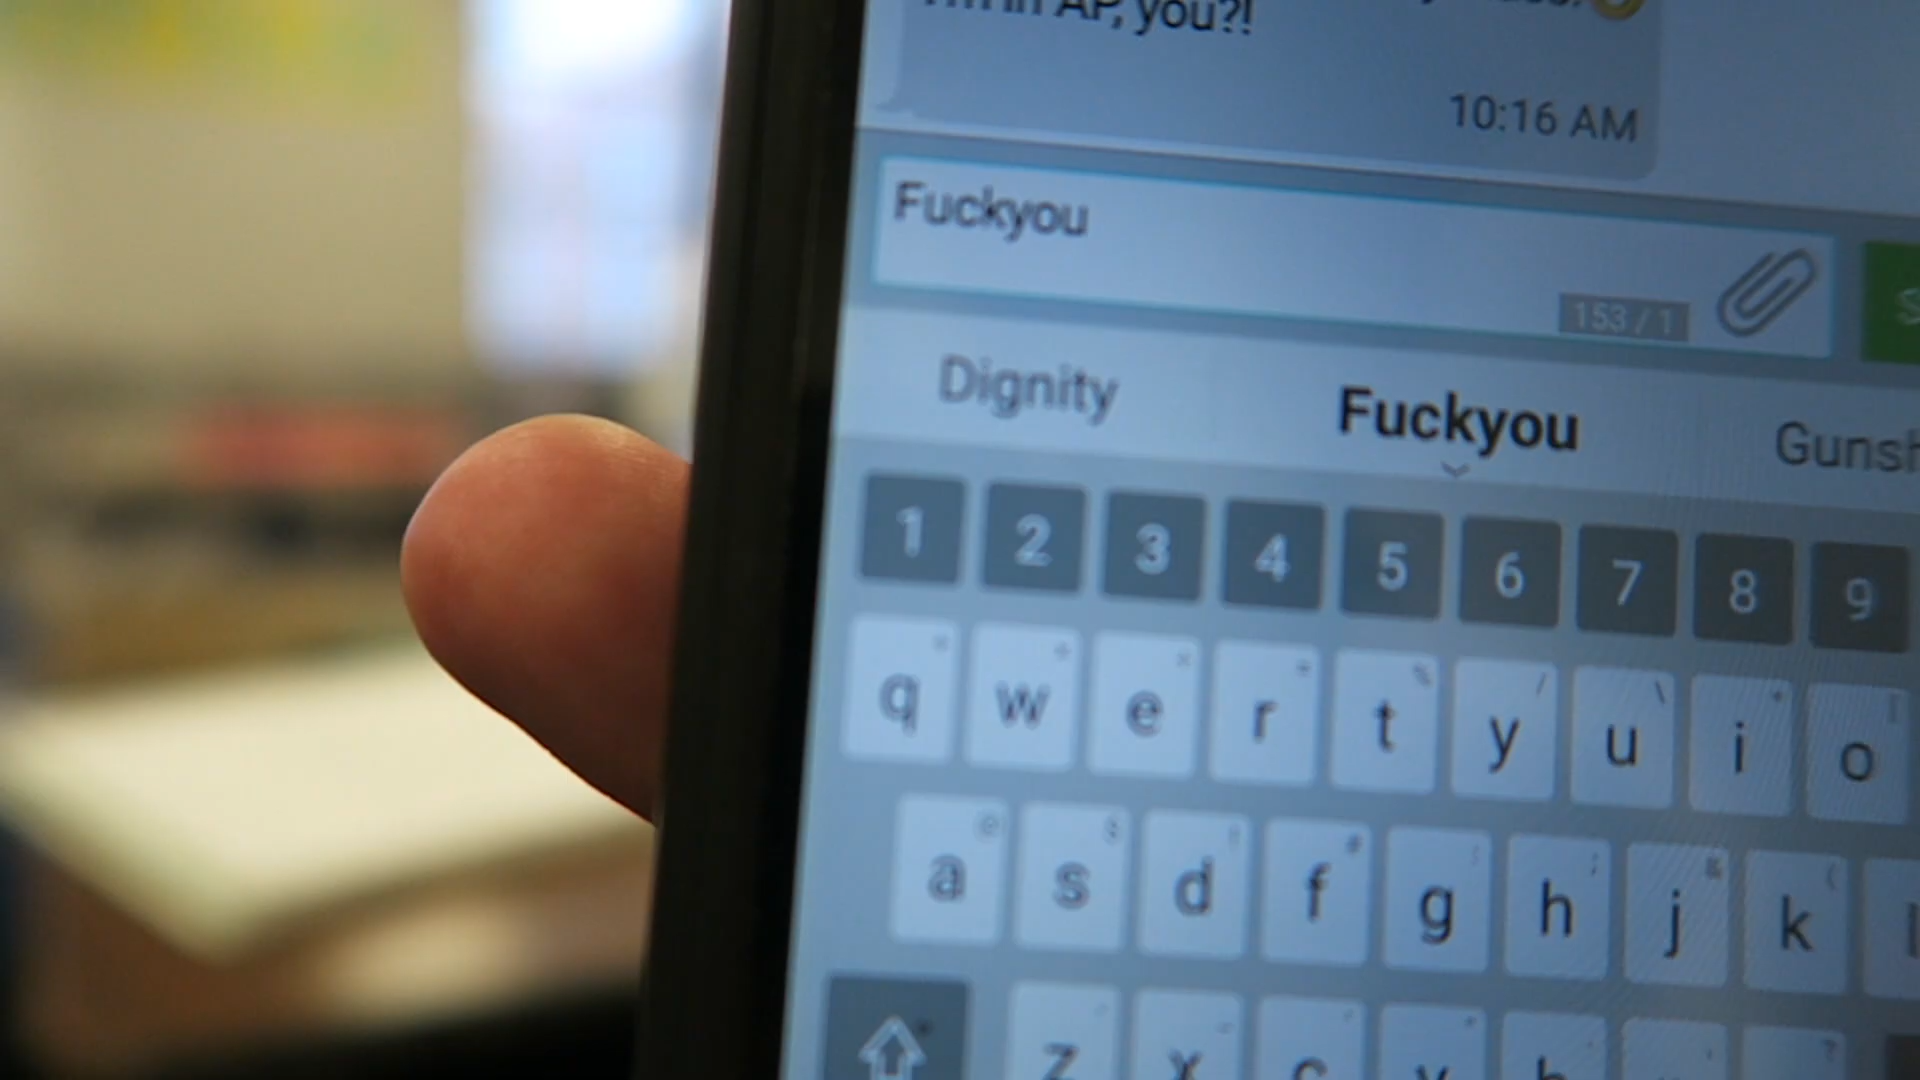 AP, you?!
10:16 AM
Fuckyou
153 / 1
Dignity Fuckyou Gunsh
1 2 3 4 5 6 7 8 9
q w e r t y u i o
a s d f g h j k l
z x c v b